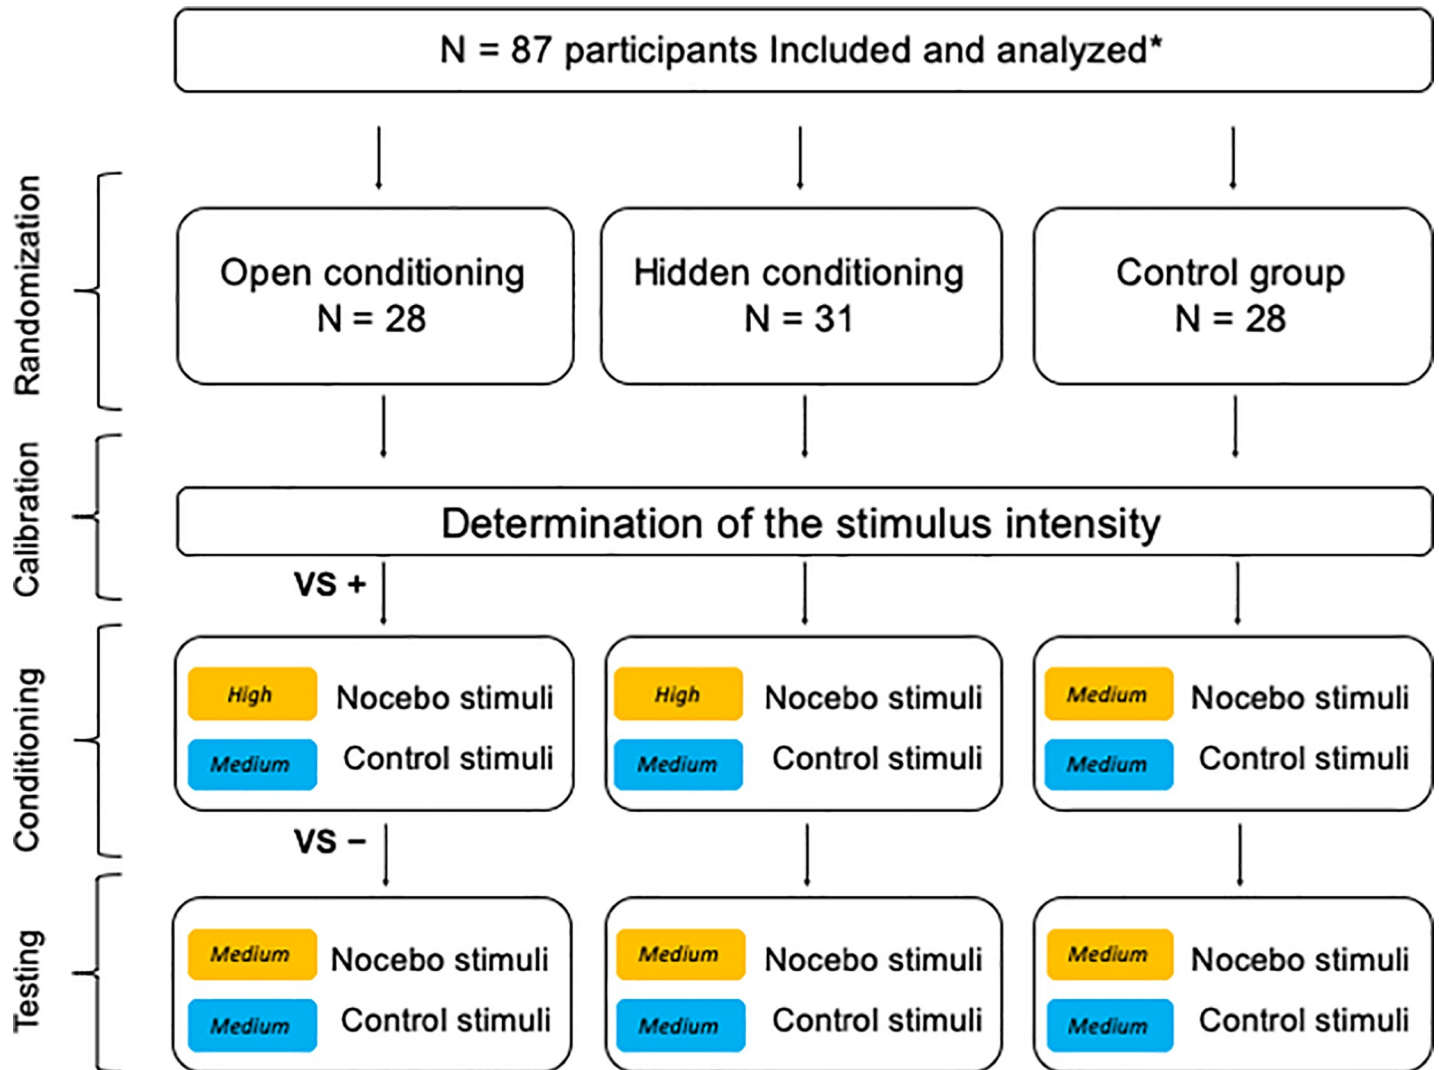 N = 87 participants Included and analyzed*
Randomization
Open conditioning
N = 28
Hidden conditioning
N = 31
Control group
N = 28
Calibration
Determination of the stimulus intensity
VS +
Conditioning
High Nocebo stimuli
Medium Control stimuli
High Nocebo stimuli
Medium Control stimuli
Medium Nocebo stimuli
Medium Control stimuli
VS −
Testing
Medium Nocebo stimuli
Medium Control stimuli
Medium Nocebo stimuli
Medium Control stimuli
Medium Nocebo stimuli
Medium Control stimuli